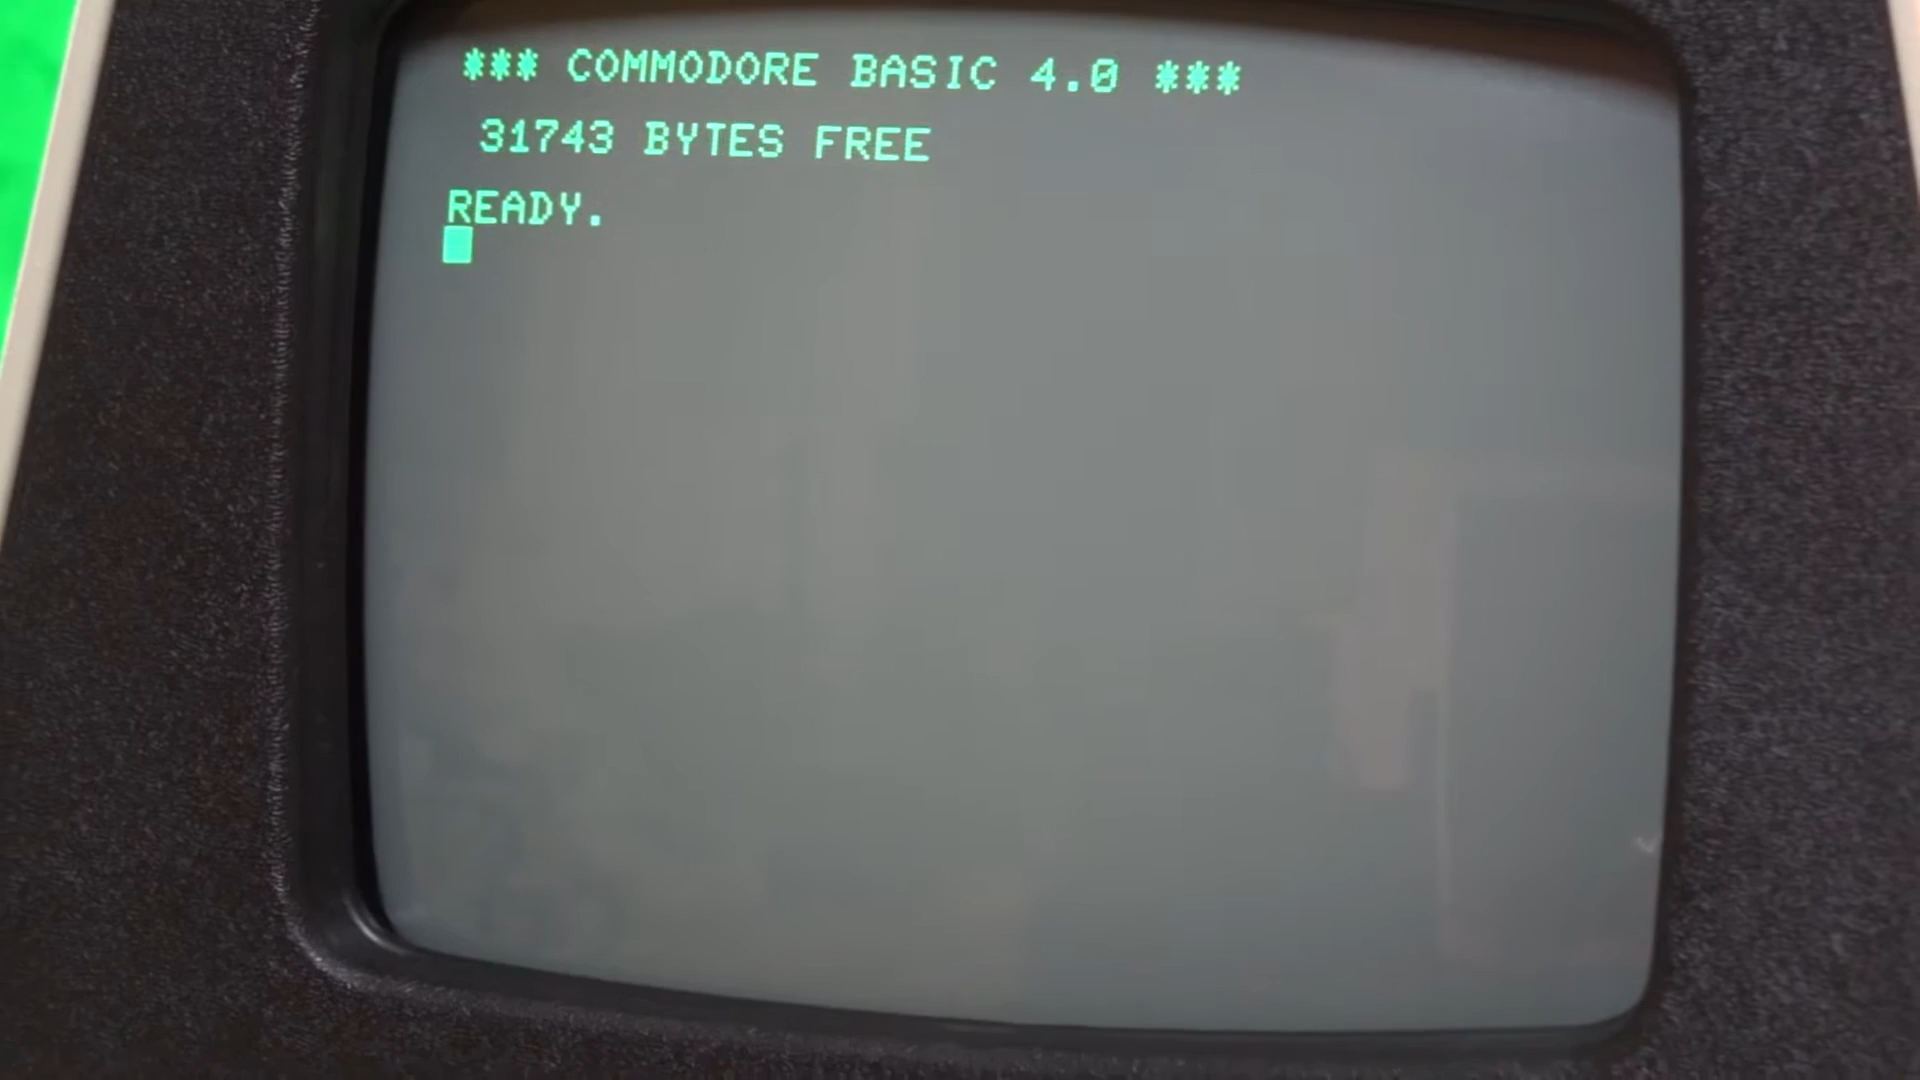 *** COMMODORE BASIC 4.0 ***
31743 BYTES FREE
READY.